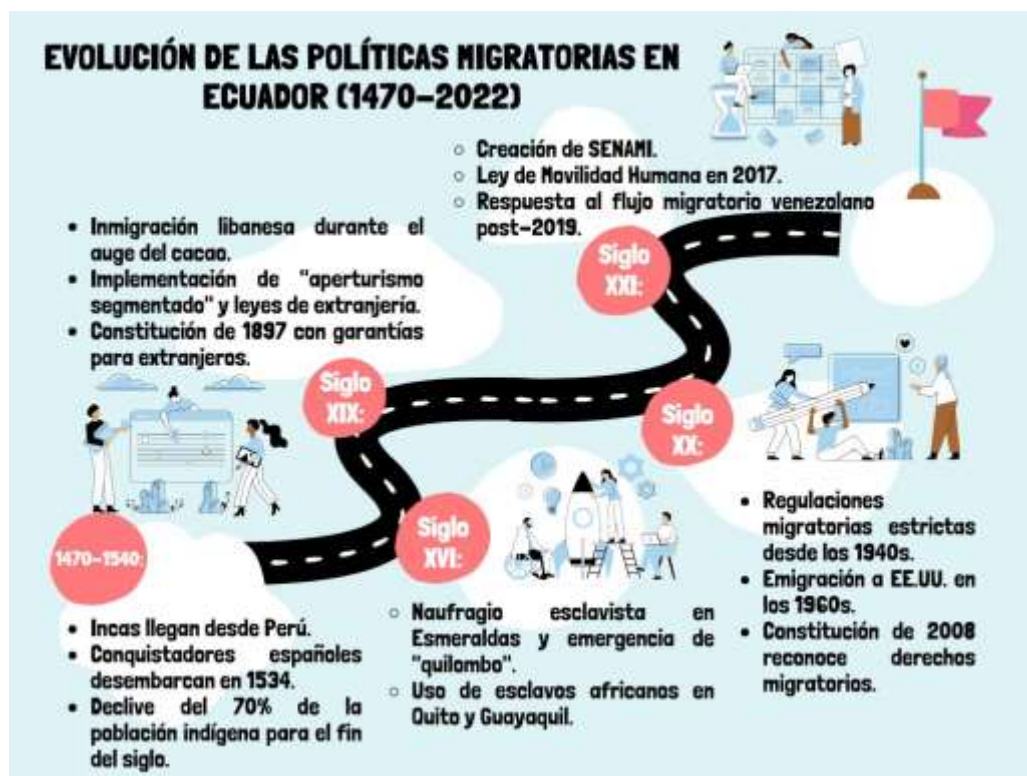 EVOLUCIÓN DE LAS POLÍTICAS MIGRATORIAS EN
ECUADOR (1470-2022)
1470-1540:
• Incas llegan desde Perú.
• Conquistadores españoles
desembarcan en 1534.
• Declive del 70% de la
población indígena para el fin
del siglo.
Siglo
XVI:
○ Naufragio esclavista en
Esmeraldas y emergencia de
"quilombo".
○ Uso de esclavos africanos en
Quito y Guayaquil.
Siglo
XIX:
• Inmigración libanesa durante el
auge del cacao.
• Implementación de "aperturismo
segmentado" y leyes de extranjería.
• Constitución de 1897 con garantías
para extranjeros.
Siglo
XX:
• Regulaciones
migratorias estrictas
desde los 1940s.
• Emigración a EE.UU. en
los 1960s.
• Constitución de 2008
reconoce derechos
migratorios.
Siglo
XXI:
○ Creación de SENAMI.
○ Ley de Movilidad Humana en 2017.
○ Respuesta al flujo migratorio venezolano
post-2019.